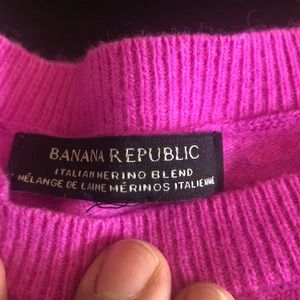 BANANA REPUBLIC
ITALIAN MERINO BLEND
MÉLANGE DE LAINE MÉRINOS ITALIENNE